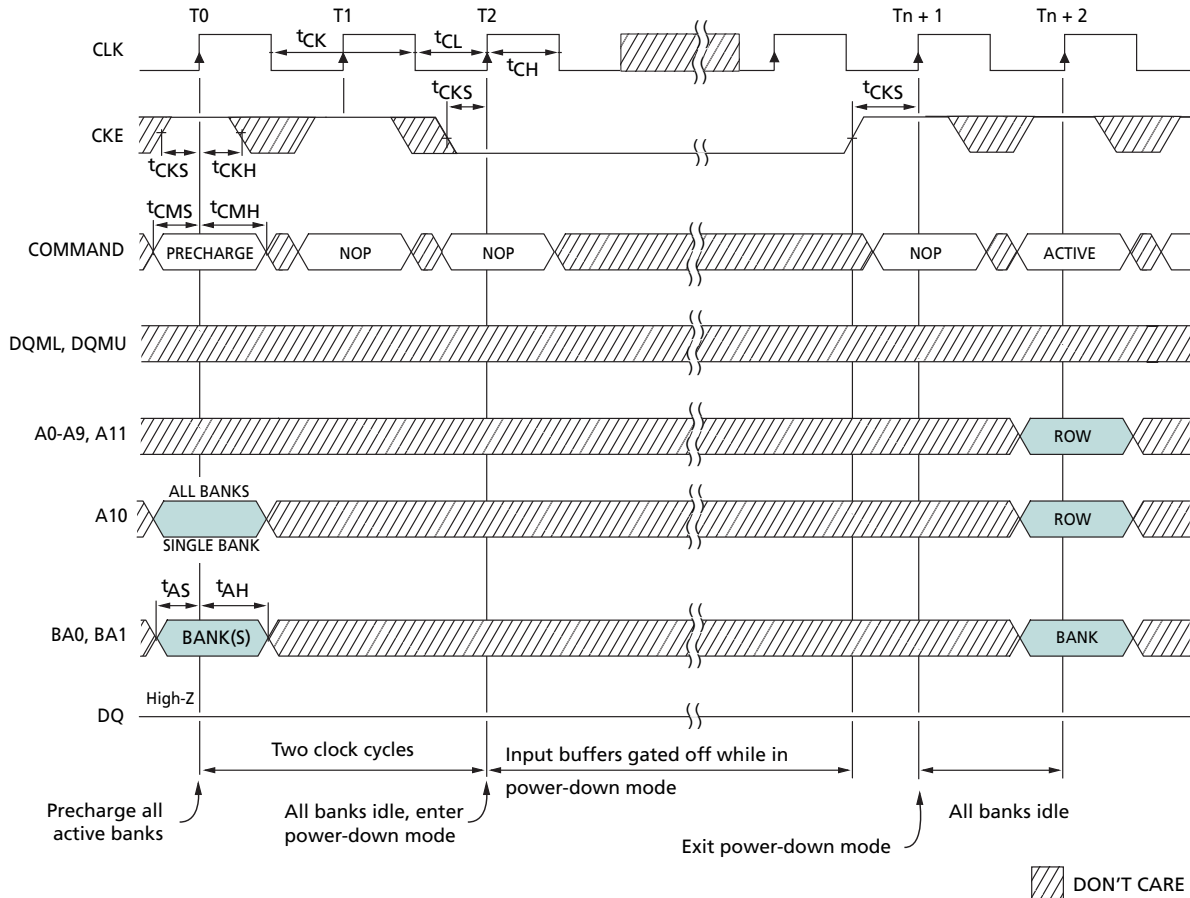 T0 T1 T2 Tn + 1 Tn + 2
CLK
tCK tCL
tCH
tCKS tCKS
CKE
tCKS tCKH
tCMS tCMH
COMMAND PRECHARGE NOP NOP NOP ACTIVE
DQML, DQMU
A0-A9, A11 ROW
ALL BANKS
A10 ROW
SINGLE BANK
tAS tAH
BA0, BA1 BANK(S) BANK
High-Z
DQ
Two clock cycles
Input buffers gated off while in
power-down mode
Precharge all
active banks
All banks idle, enter
power-down mode
All banks idle
Exit power-down mode
DON'T CARE